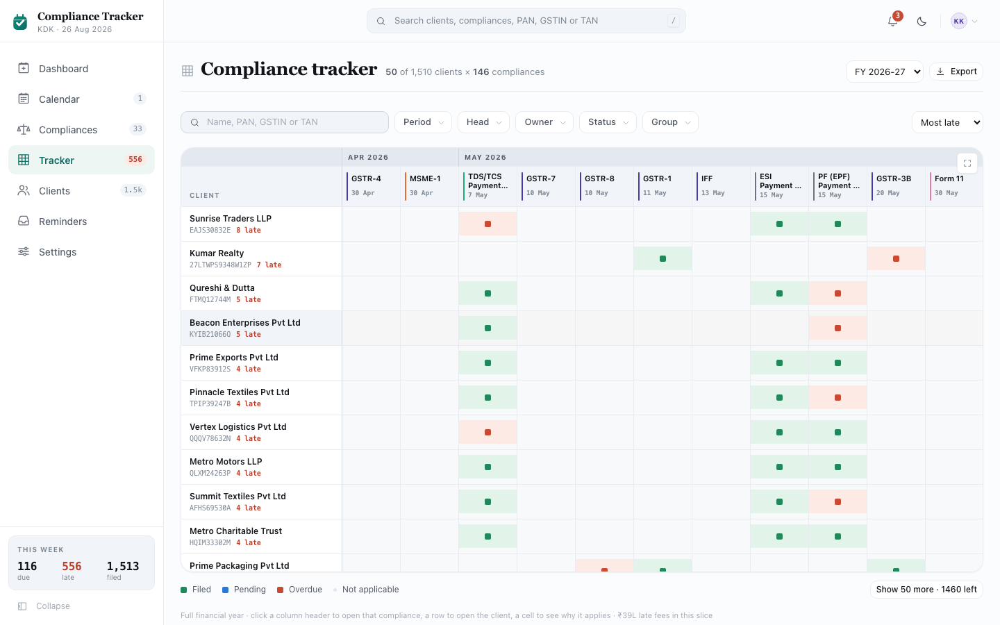 Compliance Tracker
KDK · 26 Aug 2026
Search clients, compliances, PAN, GSTIN or TAN
/
3
KK
Dashboard
Calendar
1
Compliances
33
Tracker
556
Clients
1.5k
Reminders
Settings
THIS WEEK
116
due
556
late
1,513
filed
Collapse
Compliance tracker
50 of 1,510 clients × 146 compliances
FY 2026-27
Export
Name, PAN, GSTIN or TAN
Period
Head
Owner
Status
Group
Most late
APR 2026
MAY 2026
CLIENT
GSTR-4
30 Apr
MSME-1
30 Apr
TDS/TCS
Payment...
7 May
GSTR-7
10 May
GSTR-8
10 May
GSTR-1
11 May
IFF
13 May
ESI
Payment ...
15 May
PF (EPF)
Payment ...
15 May
GSTR-3B
20 May
Form 11
30 May
Sunrise Traders LLP
EAJS30832E 8 late
Kumar Realty
27LTWPS9348W1ZP 7 late
Qureshi & Dutta
FTMQ12744M 5 late
Beacon Enterprises Pvt Ltd
KYIB21066O 5 late
Prime Exports Pvt Ltd
VFKP83912S 4 late
Pinnacle Textiles Pvt Ltd
TPIP39247B 4 late
Vertex Logistics Pvt Ltd
QQQV78632N 4 late
Metro Motors LLP
QLXM24263P 4 late
Summit Textiles Pvt Ltd
AFHS69530A 4 late
Metro Charitable Trust
HQIM33302M 4 late
Prime Packaging Pvt Ltd
Filed
Pending
Overdue
Not applicable
Show 50 more · 1460 left
Full financial year · click a column header to open that compliance, a row to open the client, a cell to see why it applies · ₹39L late fees in this slice